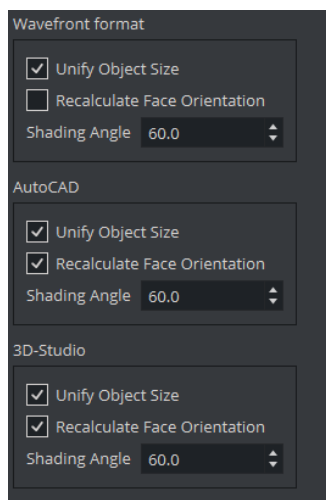 Wavefront format
Unify Object Size
Recalculate Face Orientation
Shading Angle 60.0
AutoCAD
Unify Object Size
Recalculate Face Orientation
Shading Angle 60.0
3D-Studio
Unify Object Size
Recalculate Face Orientation
Shading Angle 60.0